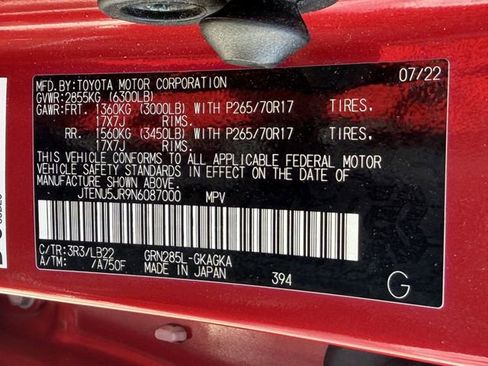 MFD.BY:TOYOTA MOTOR CORPORATION 07/22
GVWR:2855KG (6300LB)
GAWR:FRT. 1360KG (3000LB) WITH P265/70R17 TIRES,
17X7J RIMS.
RR. 1560KG (3450LB) WITH P265/70R17 TIRES,
17X7J RIMS.
THIS VEHICLE CONFORMS TO ALL APPLICABLE FEDERAL MOTOR
VEHICLE SAFETY STANDARDS IN EFFECT ON THE DATE OF
MANUFACTURE SHOWN ABOVE.
JTENU5JR9N6087000 MPV
C/TR:3R3/LB22 GRN285L-GKAGKA
A/TM: /A750F MADE IN JAPAN 394
G